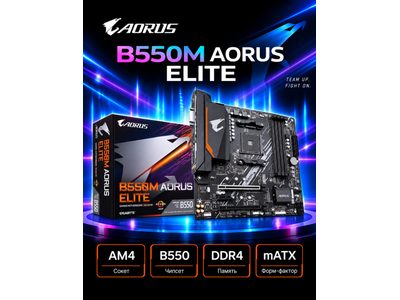 AORUS
B550M AORUS
ELITE
TEAM UP.
FIGHT ON.
AORUS
B550M AORUS
ELITE
GIGABYTE
B550
AM4
Сокет
B550
Чипсет
DDR4
Память
mATX
Форм-фактор